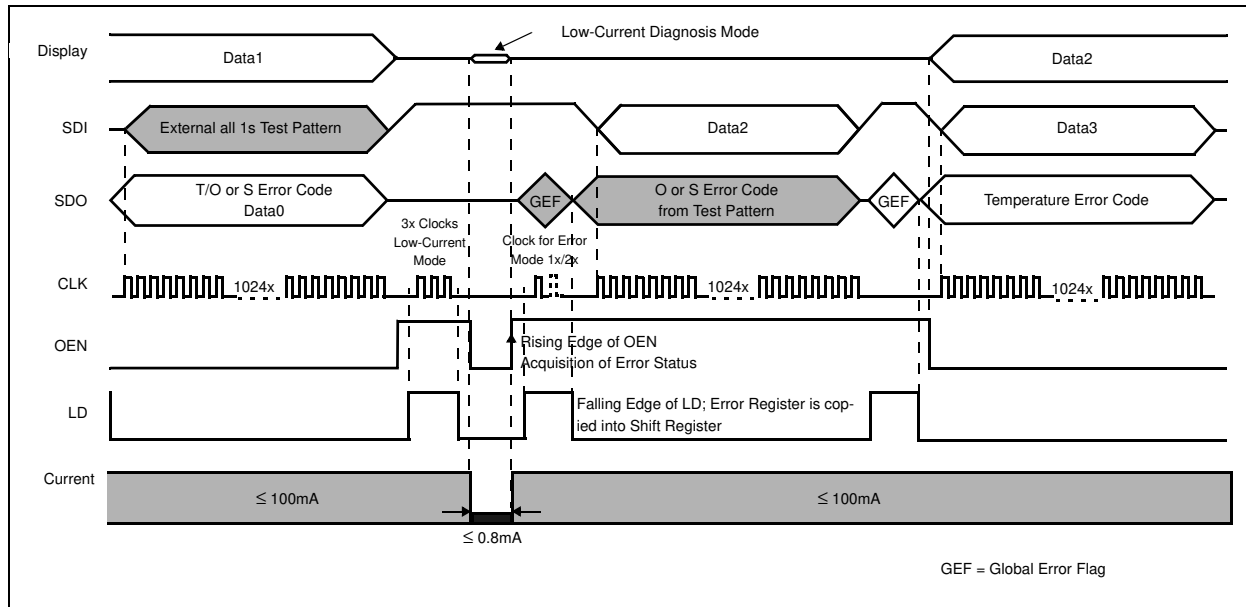 Low-Current Diagnosis Mode
Display
Data1
Data2
SDI
External all 1s Test Pattern
Data2
Data3
SDO
T/O or S Error Code
Data0
GEF
O or S Error Code
from Test Pattern
GEF
Temperature Error Code
3x Clocks
Low-Current
Mode
Clock for Error
Mode 1x/2x
CLK
1024x
1024x
1024x
OEN
Rising Edge of OEN
Acquisition of Error Status
LD
Falling Edge of LD; Error Register is cop-
ied into Shift Register
Current
≤ 100mA
≤ 100mA
≤ 0.8mA
GEF = Global Error Flag